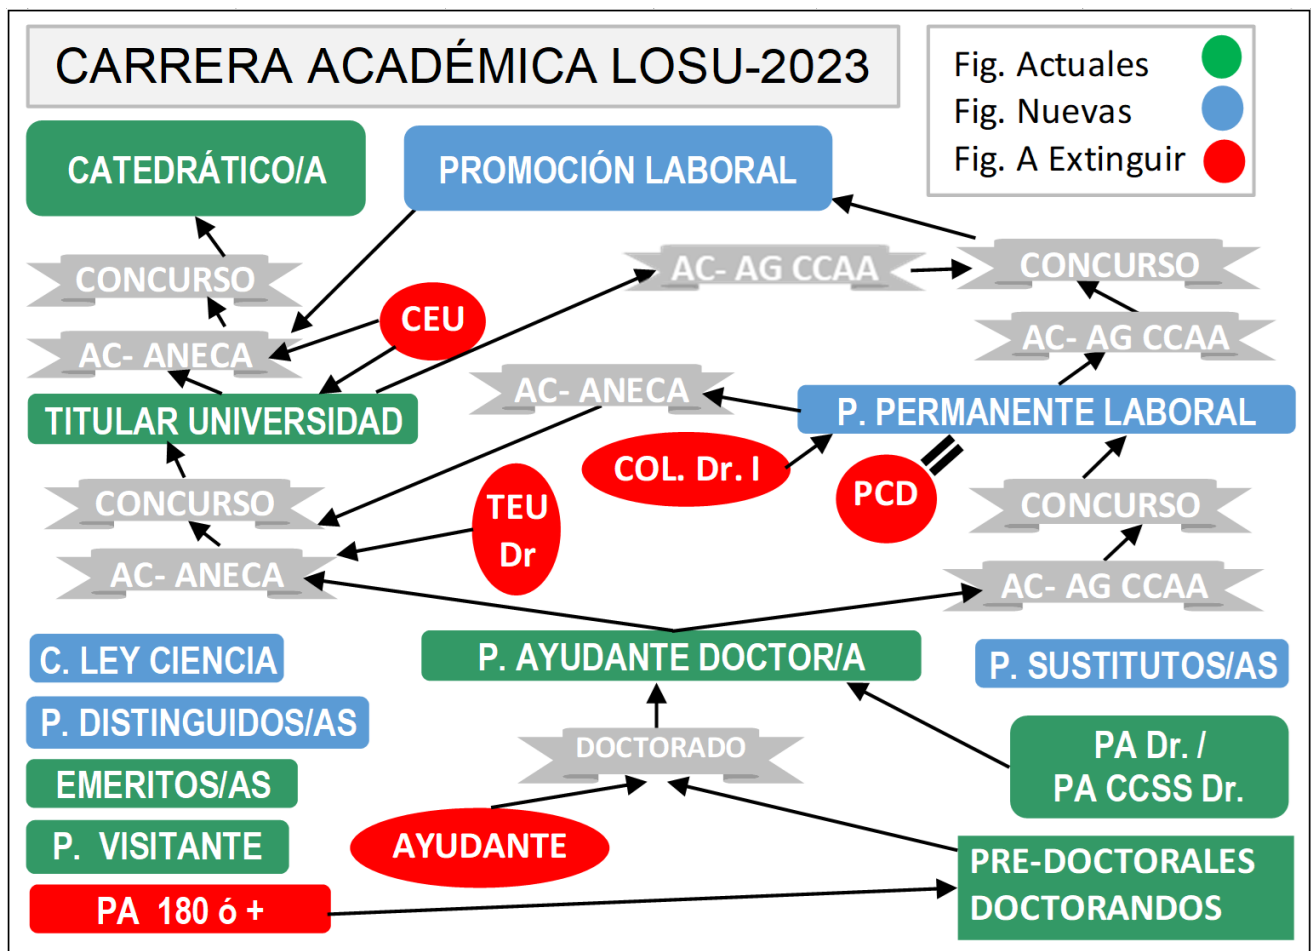 CARRERA ACADÉMICA LOSU-2023
Fig. Actuales
Fig. Nuevas
Fig. A Extinguir
CATEDRÁTICO/A
PROMOCIÓN LABORAL
CONCURSO
AC- AG CCAA
CONCURSO
CEU
AC- ANECA
AC- AG CCAA
AC- ANECA
TITULAR UNIVERSIDAD
P. PERMANENTE LABORAL
COL. Dr. I
PCD
CONCURSO
TEU
Dr
CONCURSO
AC- ANECA
AC- AG CCAA
C. LEY CIENCIA
P. AYUDANTE DOCTOR/A
P. SUSTITUTOS/AS
P. DISTINGUIDOS/AS
DOCTORADO
PA Dr. /
PA CCSS Dr.
EMERITOS/AS
P. VISITANTE
AYUDANTE
PRE-DOCTORALES
DOCTORANDOS
PA 180 ó +